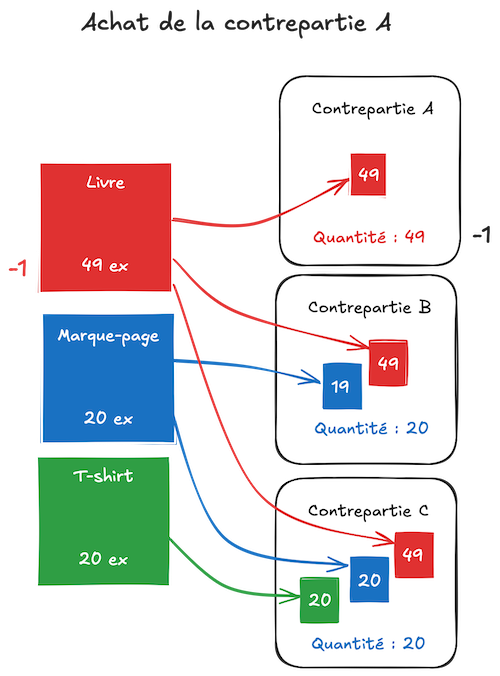 Achat de la contrepartie A
Contrepartie A
49
Quantité : 49
-1
Livre
49 ex
-1
Contrepartie B
49
19
Quantité : 20
Marque-page
20 ex
T-shirt
20 ex
Contrepartie C
49
20
20
Quantité : 20